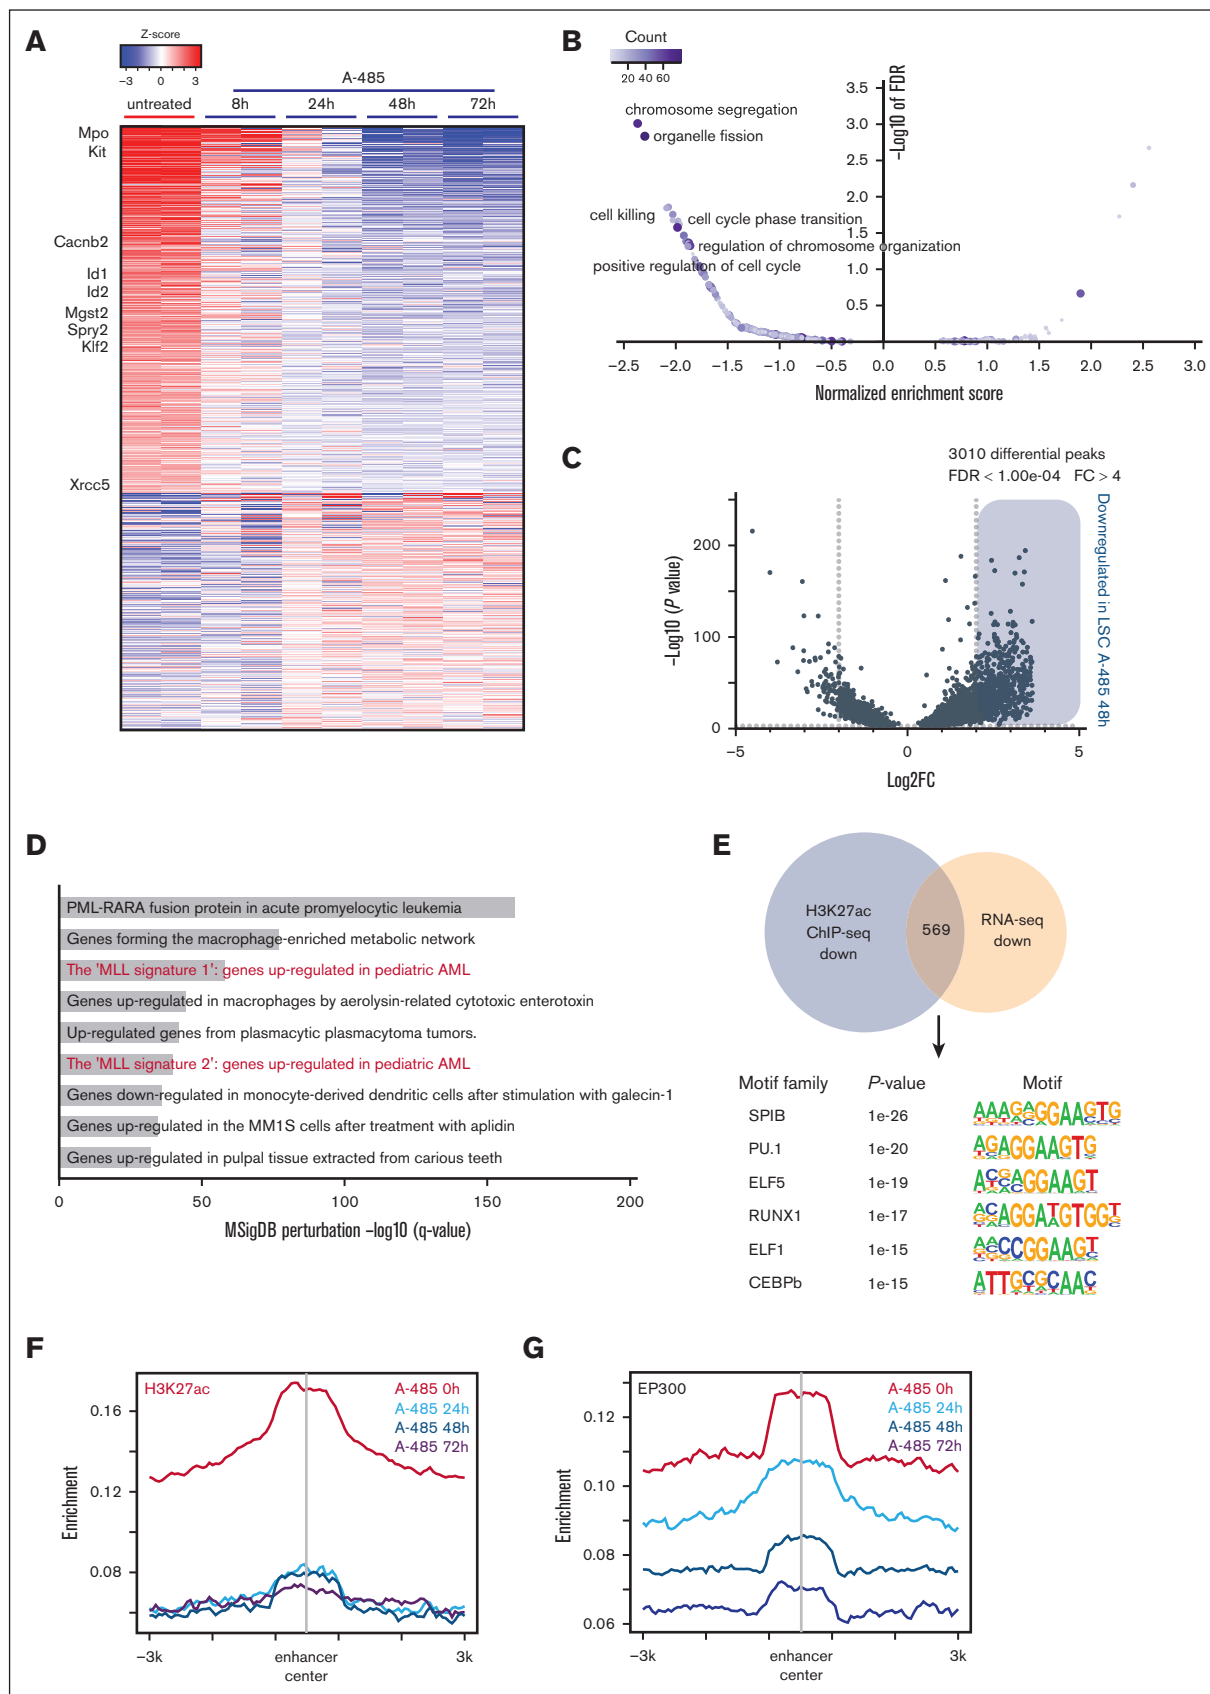 A
Z-score
−3 0 3
A-485
untreated 8h 24h 48h 72h
Mpo
Kit
Cacnb2
Id1
Id2
Mgst2
Spry2
Klf2
Xrcc5
B
Count
20 40 60
−Log10 of FDR
3.5
3.0
2.5
2.0
1.5
1.0
0.5
chromosome segregation
organelle fission
cell killing
cell cycle phase transition
regulation of chromosome organization
positive regulation of cell cycle
−2.5 −2.0 −1.5 −1.0 −0.5 0.0 0.5 1.0 1.5 2.0 2.5 3.0
Normalized enrichment score
C
3010 differential peaks
FDR < 1.00e-04 FC > 4
Downregulated in LSC A-485 48h
−Log10 (P value)
200
100
0
−5 0 5
Log2FC
D
PML-RARA fusion protein in acute promyelocytic leukemia
Genes forming the macrophage-enriched metabolic network
The 'MLL signature 1': genes up-regulated in pediatric AML
Genes up-regulated in macrophages by aerolysin-related cytotoxic enterotoxin
Up-regulated genes from plasmacytic plasmacytoma tumors.
The 'MLL signature 2': genes up-regulated in pediatric AML
Genes down-regulated in monocyte-derived dendritic cells after stimulation with galecin-1
Genes up-regulated in the MM1S cells after treatment with aplidin
Genes up-regulated in pulpal tissue extracted from carious teeth
0 50 100 150 200
MSigDB perturbation −log10 (q-value)
E
H3K27ac
ChIP-seq
down
569
RNA-seq
down
Motif family P-value Motif
SPIB 1e-26 AAAGAGGAAGTG
PU.1 1e-20 AGAGGAAGTG
ELF5 1e-19 ACGAGGAAGT
RUNX1 1e-17 ACAGGATGTGGT
ELF1 1e-15 AACCGGAAGT
CEBPb 1e-15 ATTGCGCAAC
F
H3K27ac
A-485 0h
A-485 24h
A-485 48h
A-485 72h
Enrichment
0.16
0.12
0.08
−3k enhancer 3k
center
G
EP300
A-485 0h
A-485 24h
A-485 48h
A-485 72h
Enrichment
0.12
0.10
0.08
0.06
−3k enhancer 3k
center